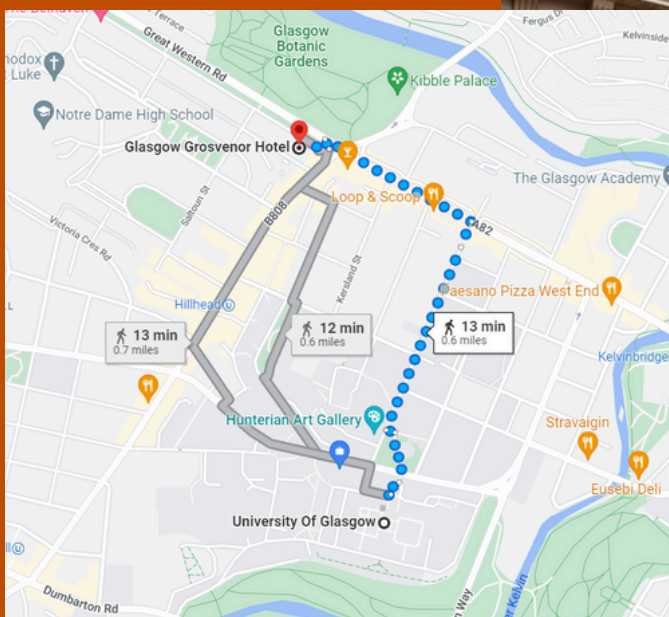 Terrace
Fergus Dr
Kelvinside
Great Western Rd
Glasgow
Botanic
Gardens
Kibble Palace
Luke
Notre Dame High School
Glasgow Grosvenor Hotel
The Glasgow Academy
Saltoun St
B808
Loop & Scoop
A82
Victoria Cres Rd
Kersland St
Paesano Pizza West End
Hillhead
13 min
0.7 miles
12 min
0.6 miles
13 min
0.6 miles
Kelvinbridge
Hunterian Art Gallery
Stravaigin
Eusebi Deli
University Of Glasgow
Dumbarton Rd
Way
Kelvin